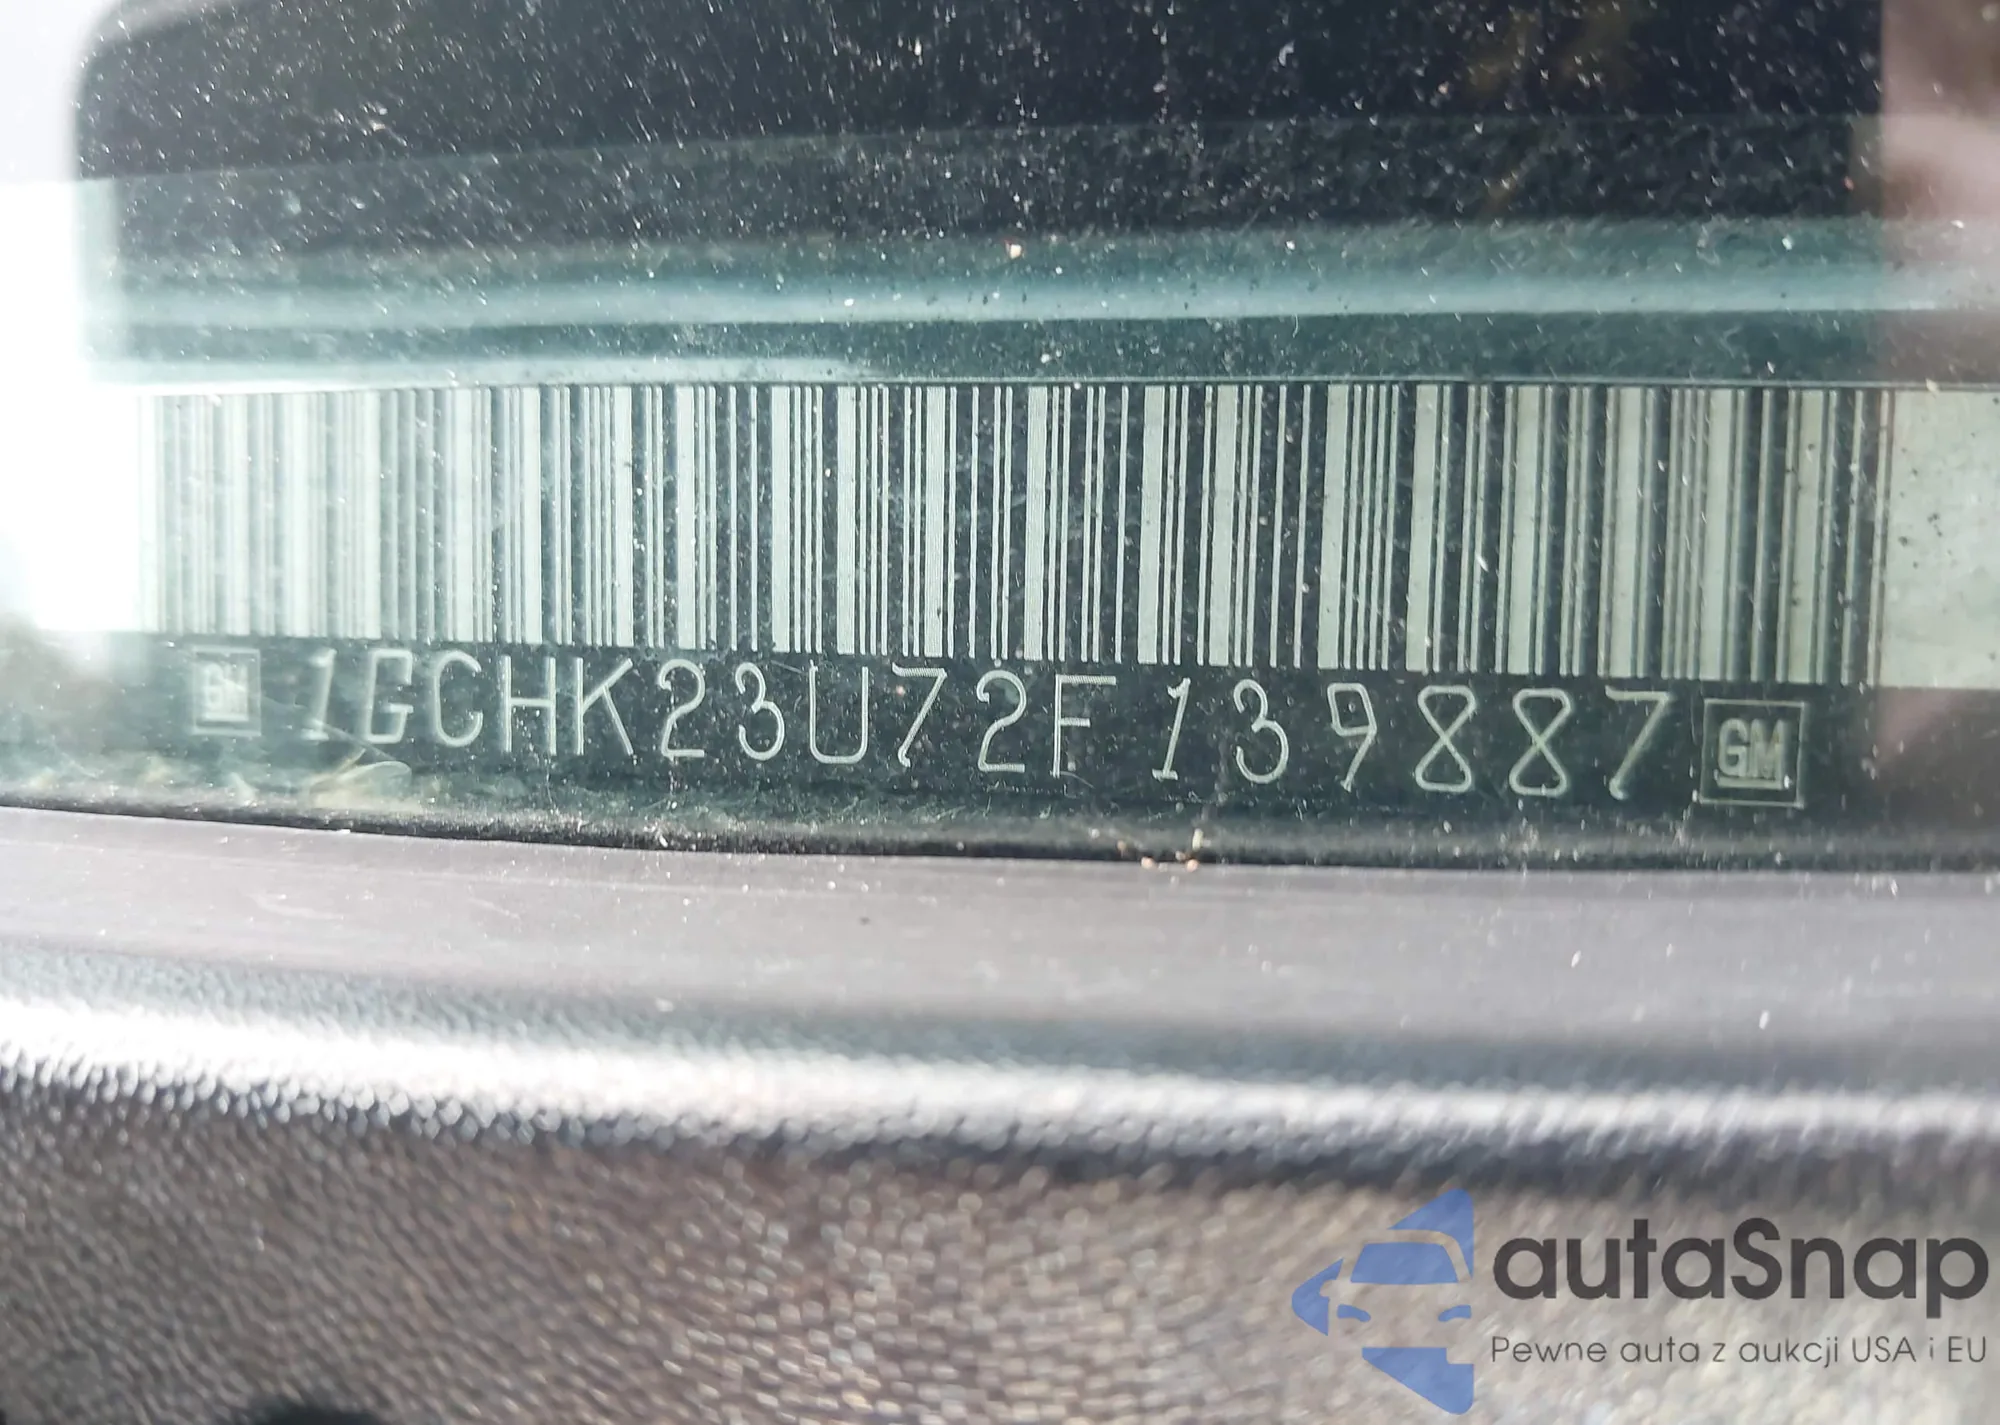 GM 1GCHK23U72F139887 GM
autaSnap
Pewne auta z aukcji USA i EU